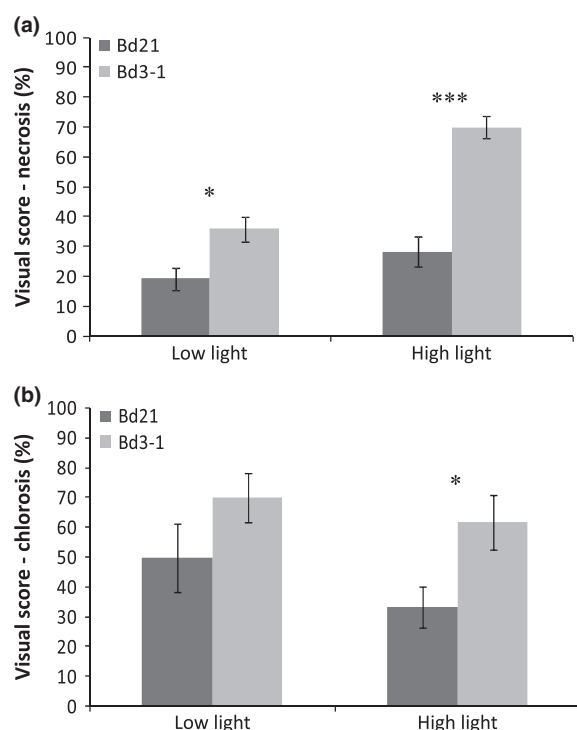 (a)
Visual score - necrosis (%)
100
90
80
70
60
50
40
30
20
10
0
Bd21
Bd3-1
*
***
Low light
High light
(b)
Visual score - chlorosis (%)
100
90
80
70
60
50
40
30
20
10
0
Bd21
Bd3-1
*
Low light
High light